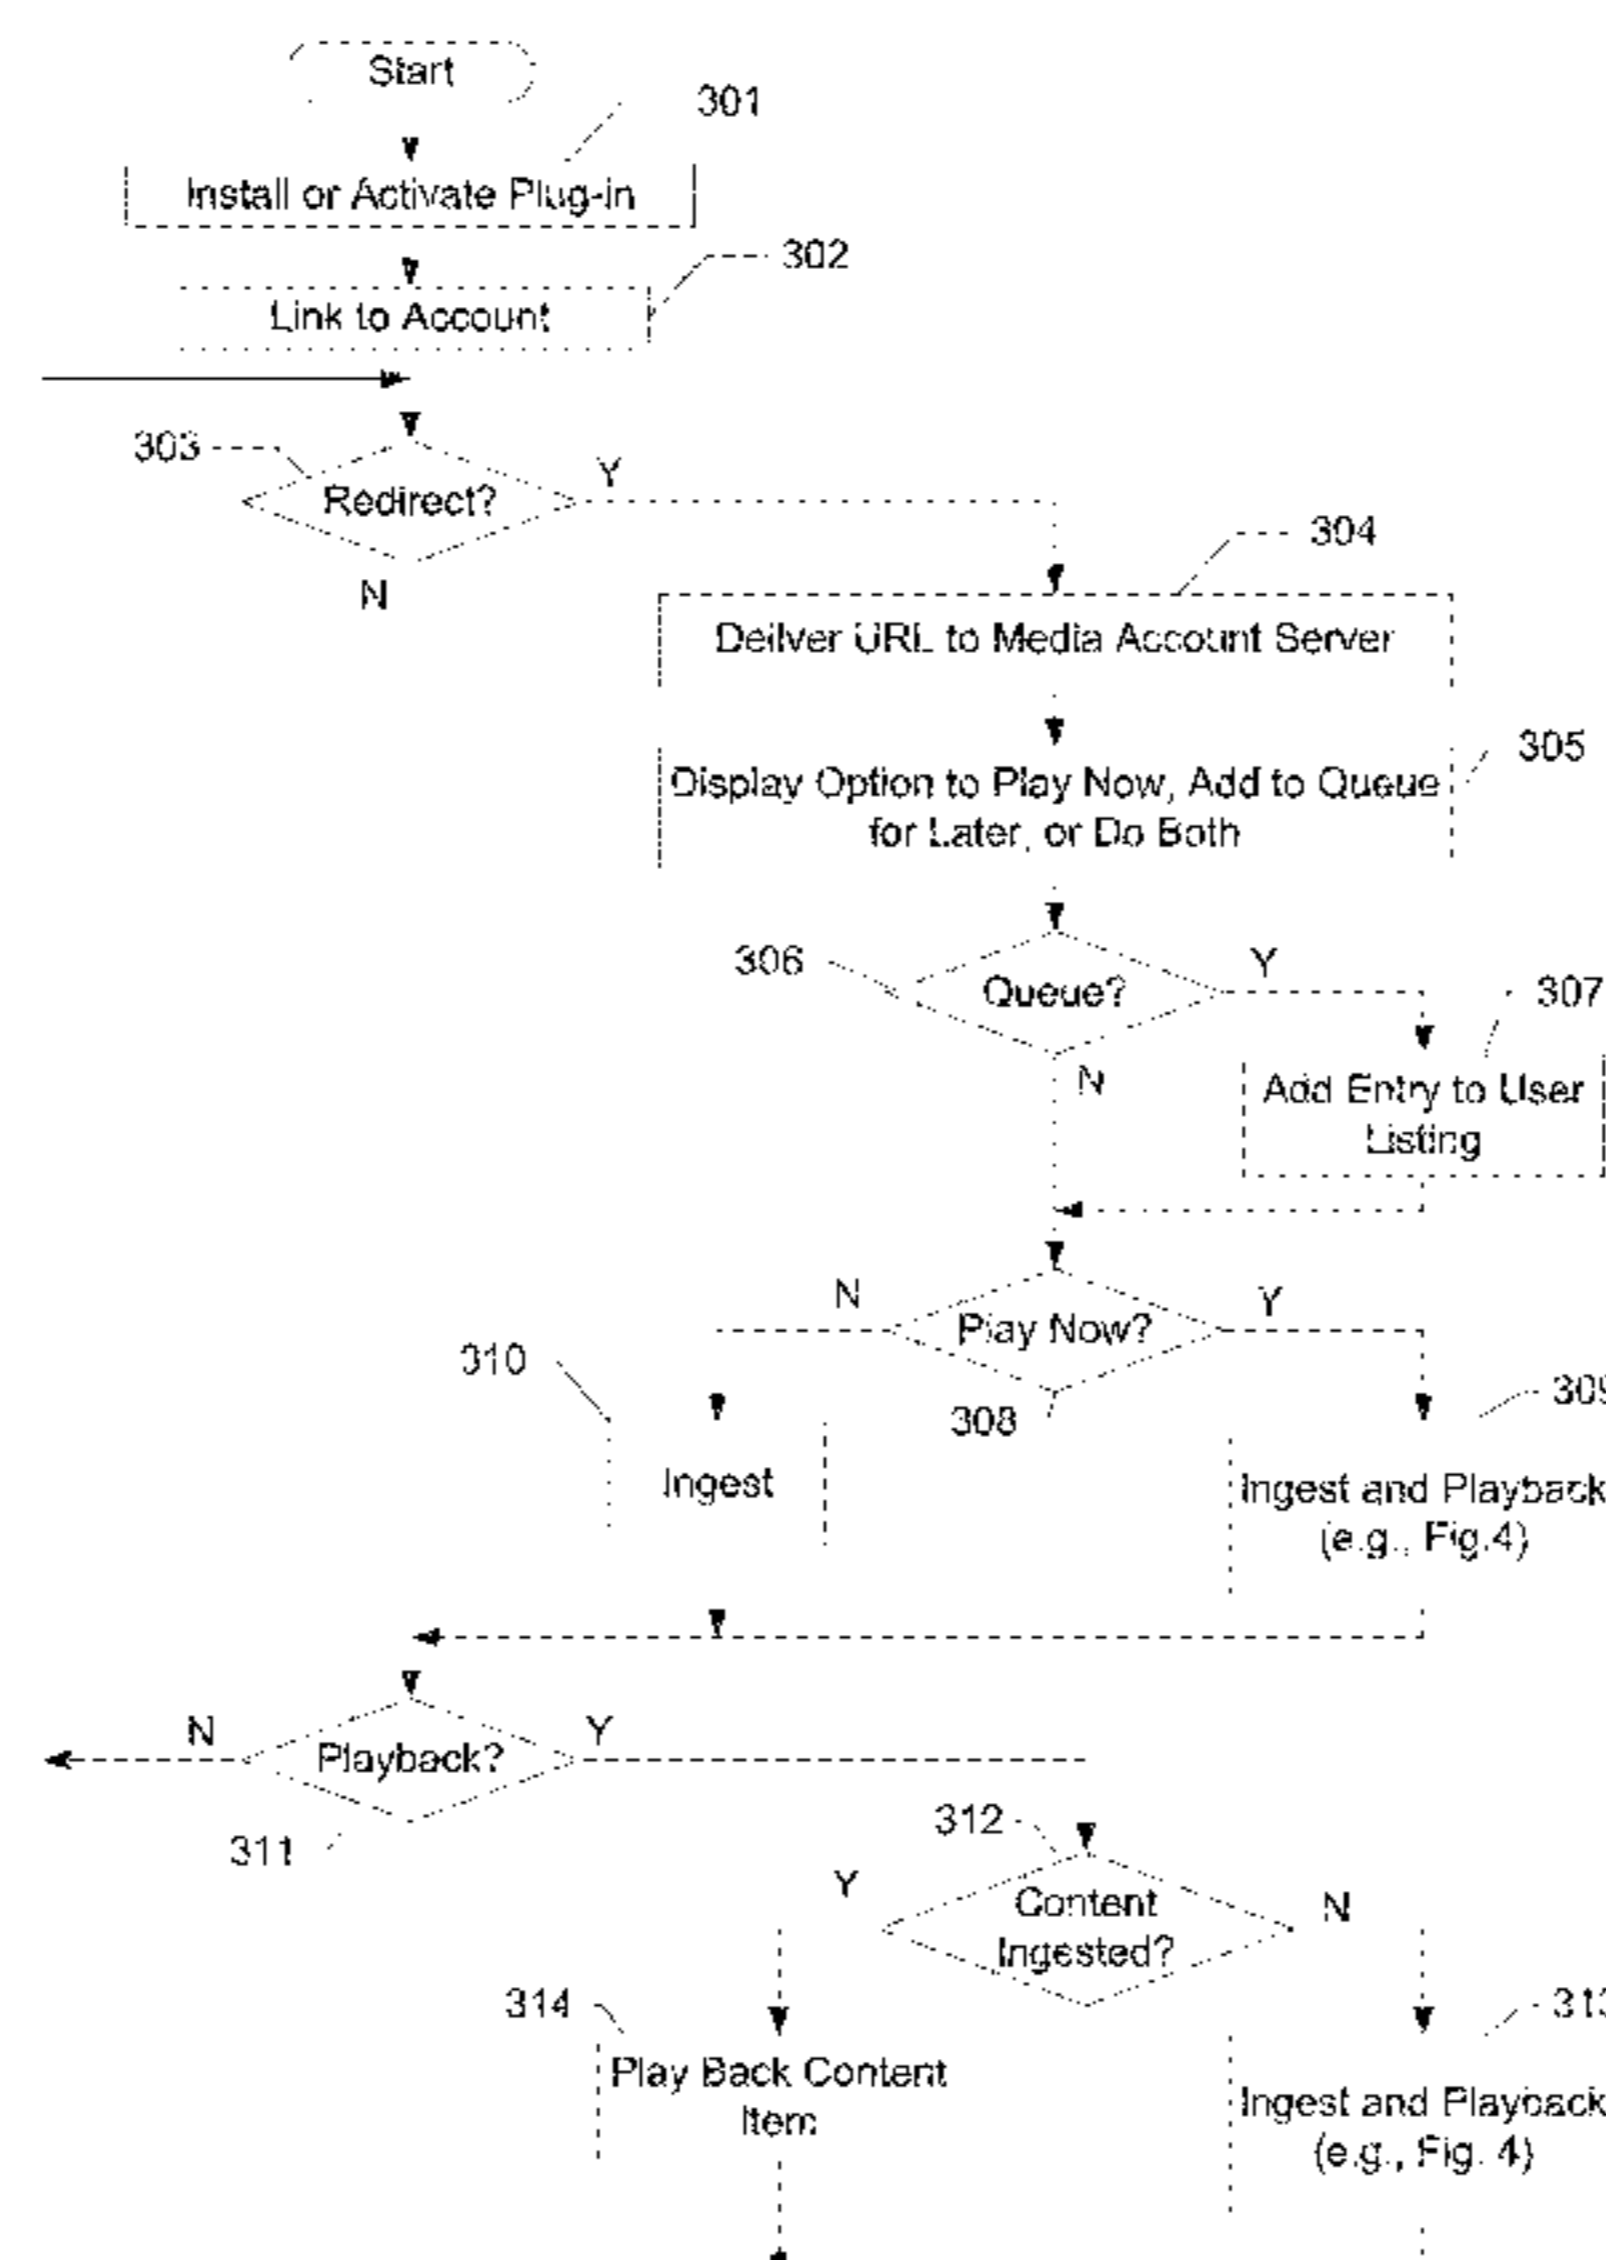 Start
301
Install or Activate Plug-in
302
Link to Account
303
Redirect?
Y
N
304
Deilver URL to Media Account Server
305
Display Option to Play Now, Add to Queue
for Later, or Do Both
306
Queue?
Y
307
N
Add Entry to User
Listing
N
Play Now?
Y
310
308
309
Ingest
Ingest and Playback
(e.g., Fig.4)
N
Playback?
Y
311
312
Y
Content
Ingested?
N
314
313
Play Back Content
Item
Ingest and Playback
(e.g., Fig. 4)